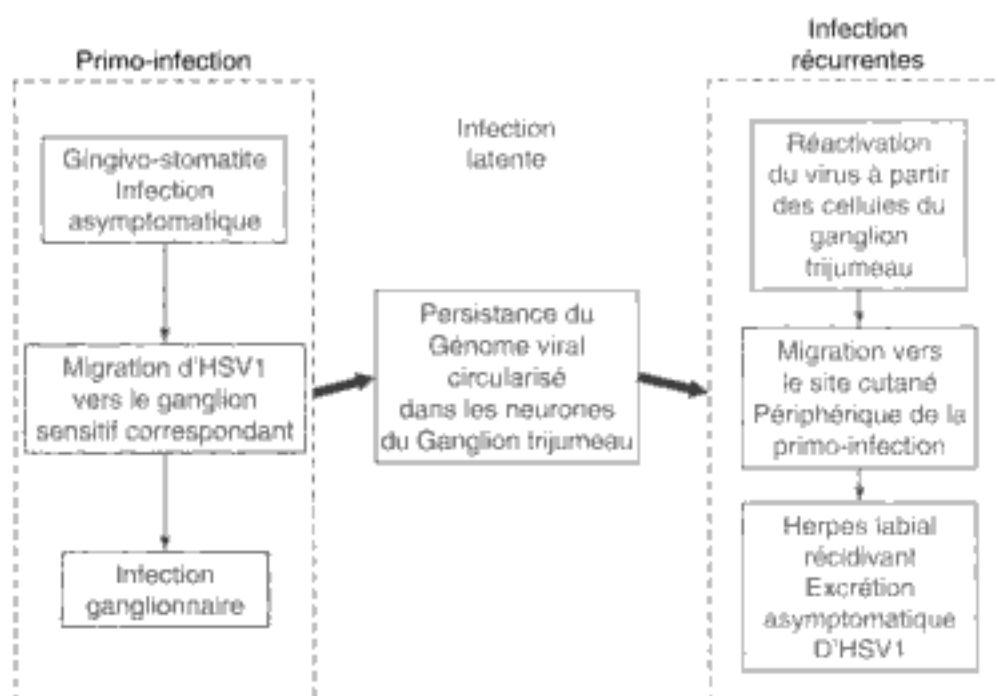 Primo-infection
Gingivo-stomatite
Infection
asymptomatique
Migration d'HSV1
vers le ganglion
sensitif correspondant
Infection
ganglionnaire
Infection
latente
Persistance du
Génome viral
circularisé
dans les neurones
du Ganglion trijumeau
Infection
récurrentes
Réactivation
du virus à partir
des cellules du
ganglion
trijumeau
Migration vers
le site cutané
Périphérique de la
primo-infection
Herpes labial
récidivant
Excrétion
asymptomatique
D'HSV1